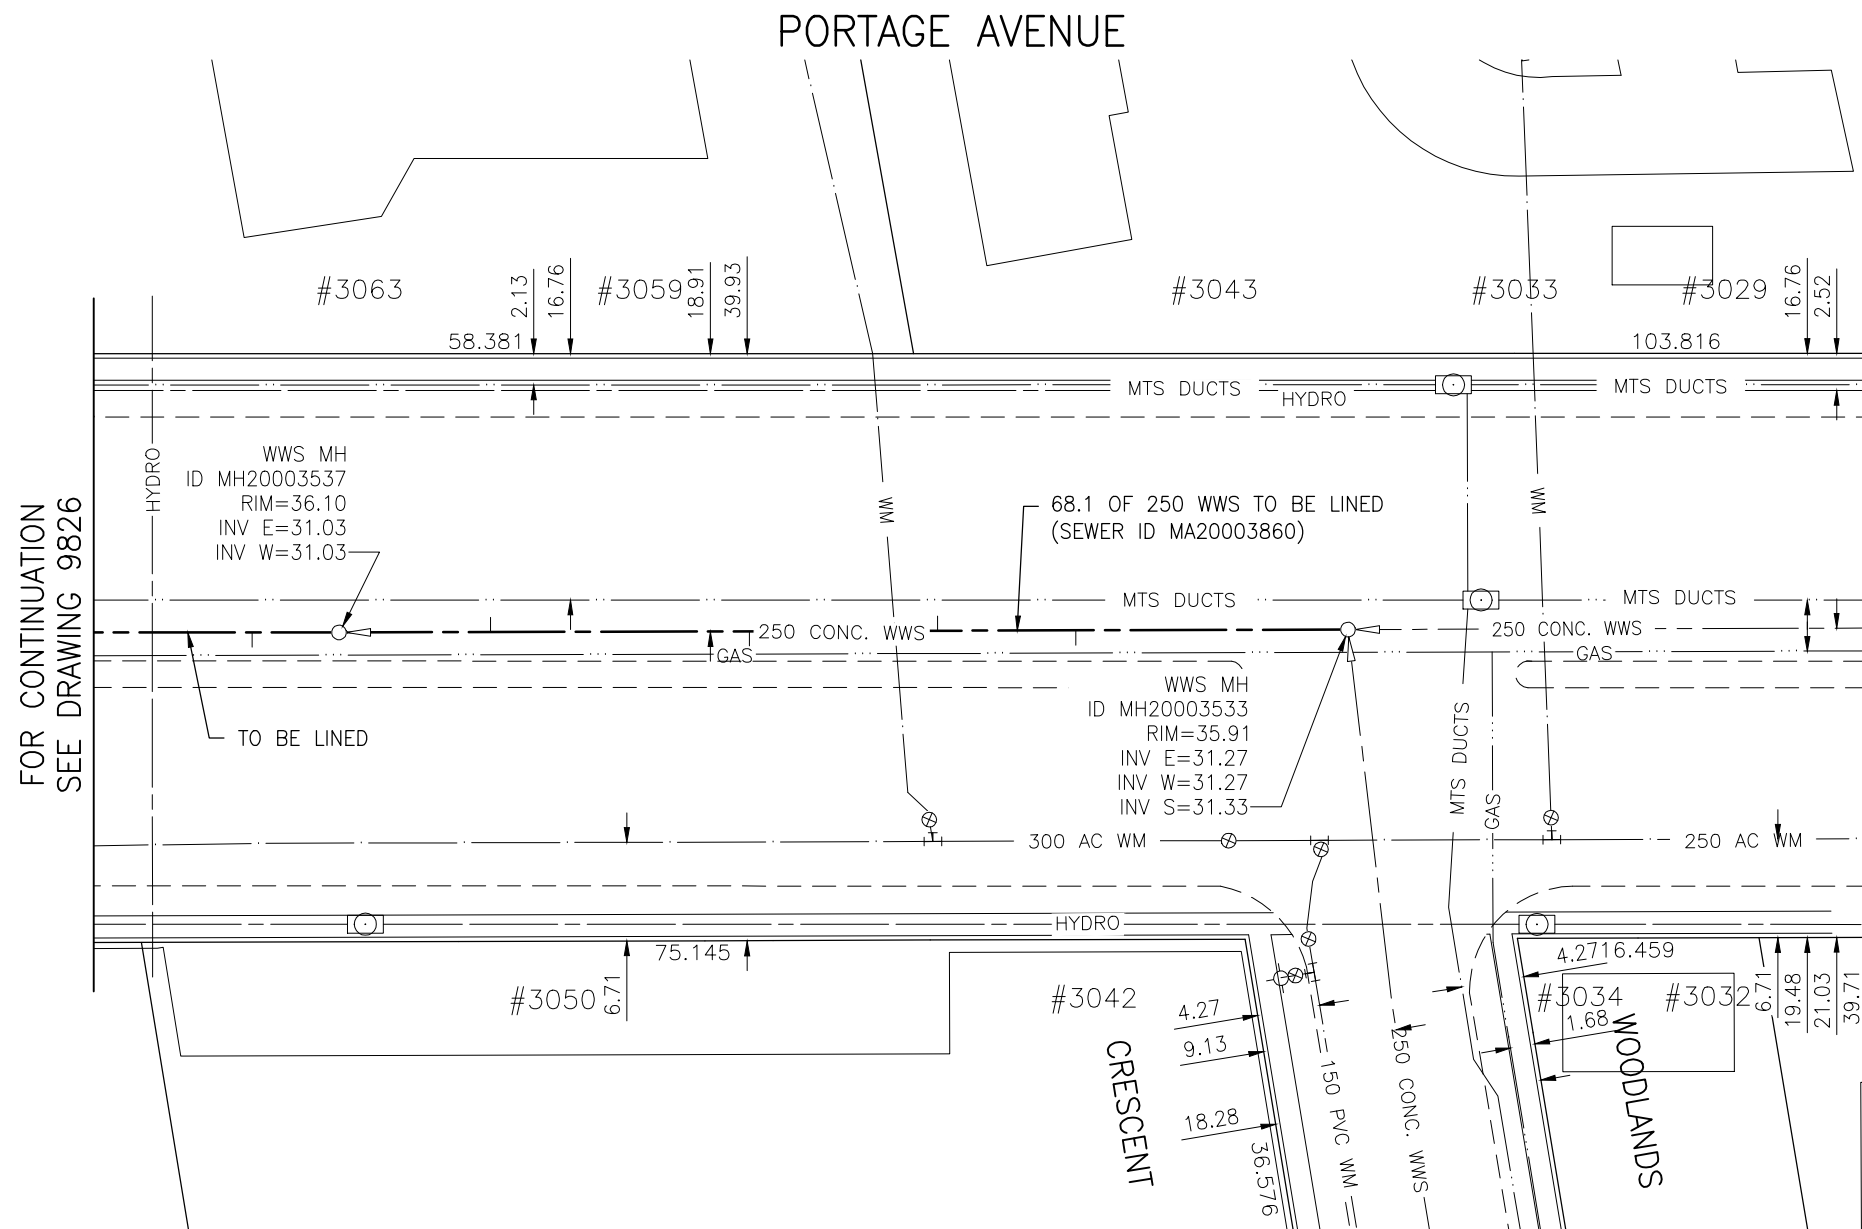 PORTAGE AVENUE
#3063
2.13
16.76
#3059
18.91
39.93
#3043
#3033
#3029
16.76
2.52
58.381
103.816
MTS DUCTS
HYDRO
MTS DUCTS
HYDRO
WWS MH
ID MH20003537
RIM=36.10
INV E=31.03
INV W=31.03
WM
68.1 OF 250 WWS TO BE LINED
(SEWER ID MA20003860)
WM
FOR CONTINUATION
SEE DRAWING 9826
MTS DUCTS
MTS DUCTS
250 CONC. WWS
250 CONC. WWS
GAS
GAS
TO BE LINED
WWS MH
ID MH20003533
RIM=35.91
INV E=31.27
INV W=31.27
INV S=31.33
MTS DUCTS
GAS
300 AC WM
250 AC WM
HYDRO
75.145
4.27
16.459
#3050
6.71
#3042
#3034
#3032
6.71
19.48
21.03
39.71
4.27
9.13
18.28
36.576
1.68
CRESCENT
150 PVC WM
250 CONC. WWS
WOODLANDS